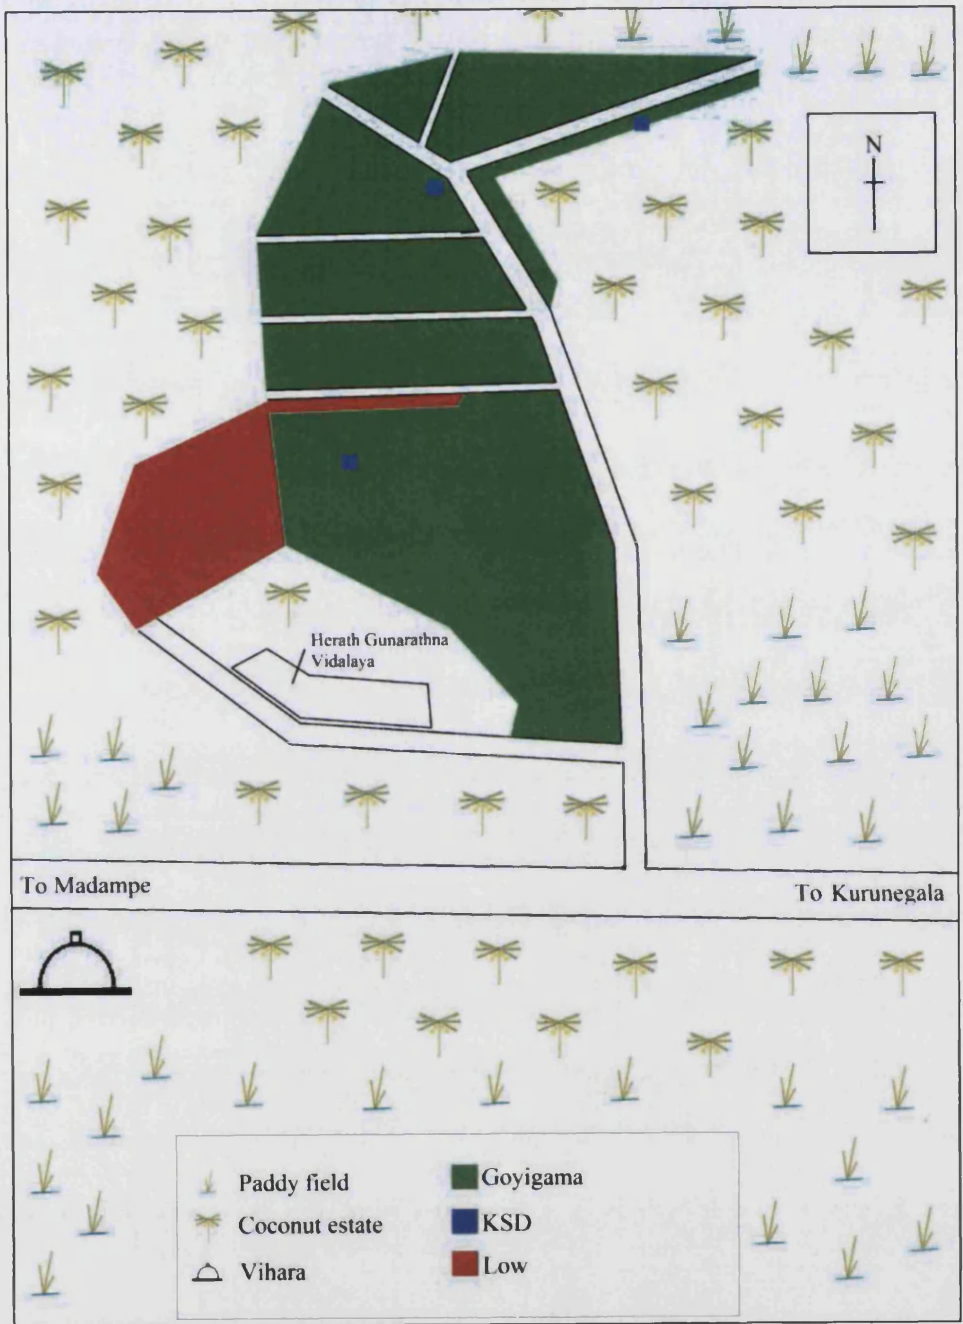 N
Herath Gunarathna
Vidalaya
To Madampe
To Kurunegala
Paddy field
Coconut estate
Vihara
Goyigama
KSD
Low